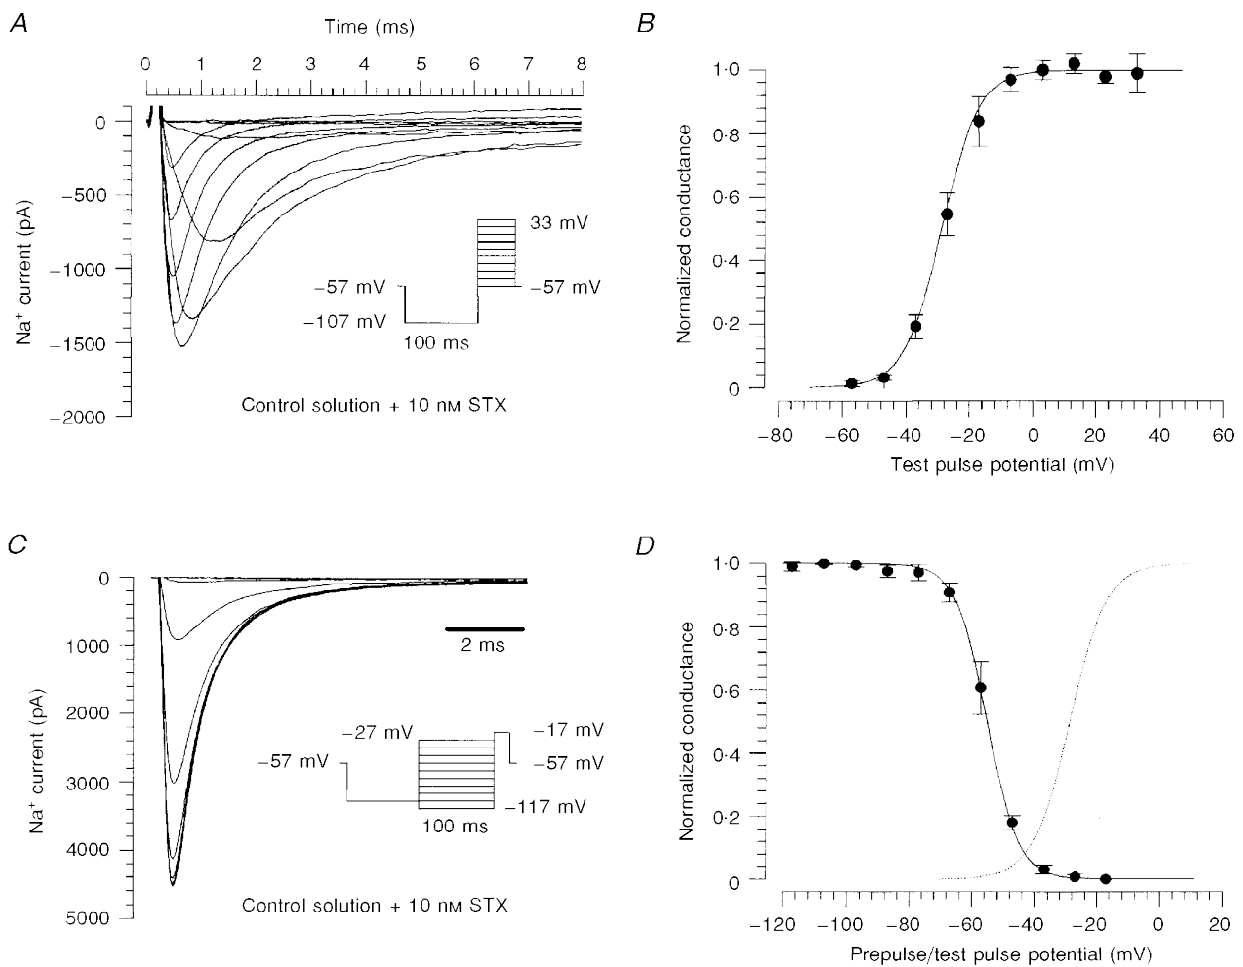 A
Time (ms)
0 1 2 3 4 5 6 7 8
Na⁺ current (pA)
0
−500
−1000
−1500
−2000
33 mV
−57 mV
−57 mV
−107 mV
100 ms
Control solution + 10 nM STX
B
Normalized conductance
1·0
0·8
0·6
0·4
0·2
0
−80 −60 −40 −20 0 20 40 60
Test pulse potential (mV)
C
Na⁺ current (pA)
0
1000
2000
3000
4000
5000
2 ms
−27 mV
−17 mV
−57 mV
−57 mV
−117 mV
100 ms
Control solution + 10 nM STX
D
Normalized conductance
1·0
0·8
0·6
0·4
0·2
0
−120 −100 −80 −60 −40 −20 0 20
Prepulse/test pulse potential (mV)